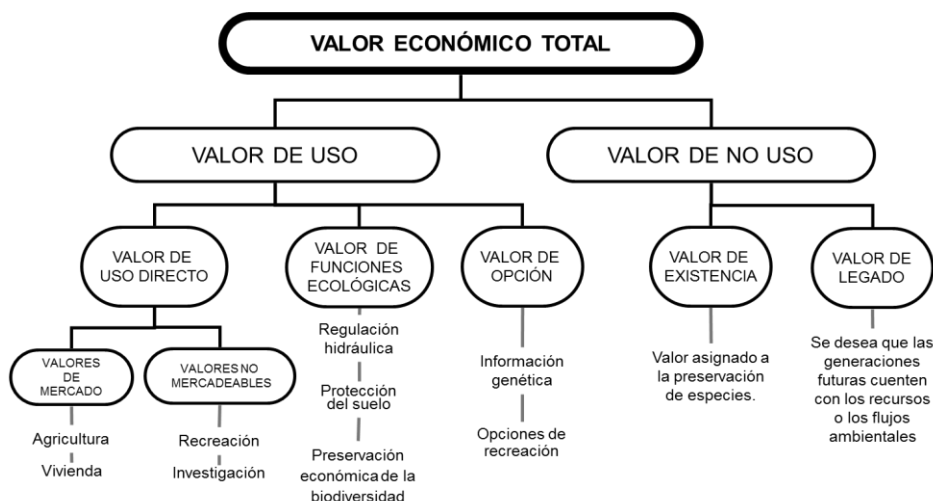 VALOR ECONÓMICO TOTAL
VALOR DE USO
VALOR DE NO USO
VALOR DE
USO DIRECTO
VALOR DE
FUNCIONES
ECOLÓGICAS
VALOR DE
OPCIÓN
VALOR DE
EXISTENCIA
VALOR DE
LEGADO
VALORES
DE
MERCADO
VALORES NO
MERCADEABLES
Agricultura
Vivienda
Recreación
Investigación
Regulación
hidráulica
Protección
del suelo
Preservación
económica de la
biodiversidad
Información
genética
Opciones de
recreación
Valor asignado a
la preservación
de especies.
Se desea que las
generaciones
futuras cuenten
con los recursos
o los flujos
ambientales